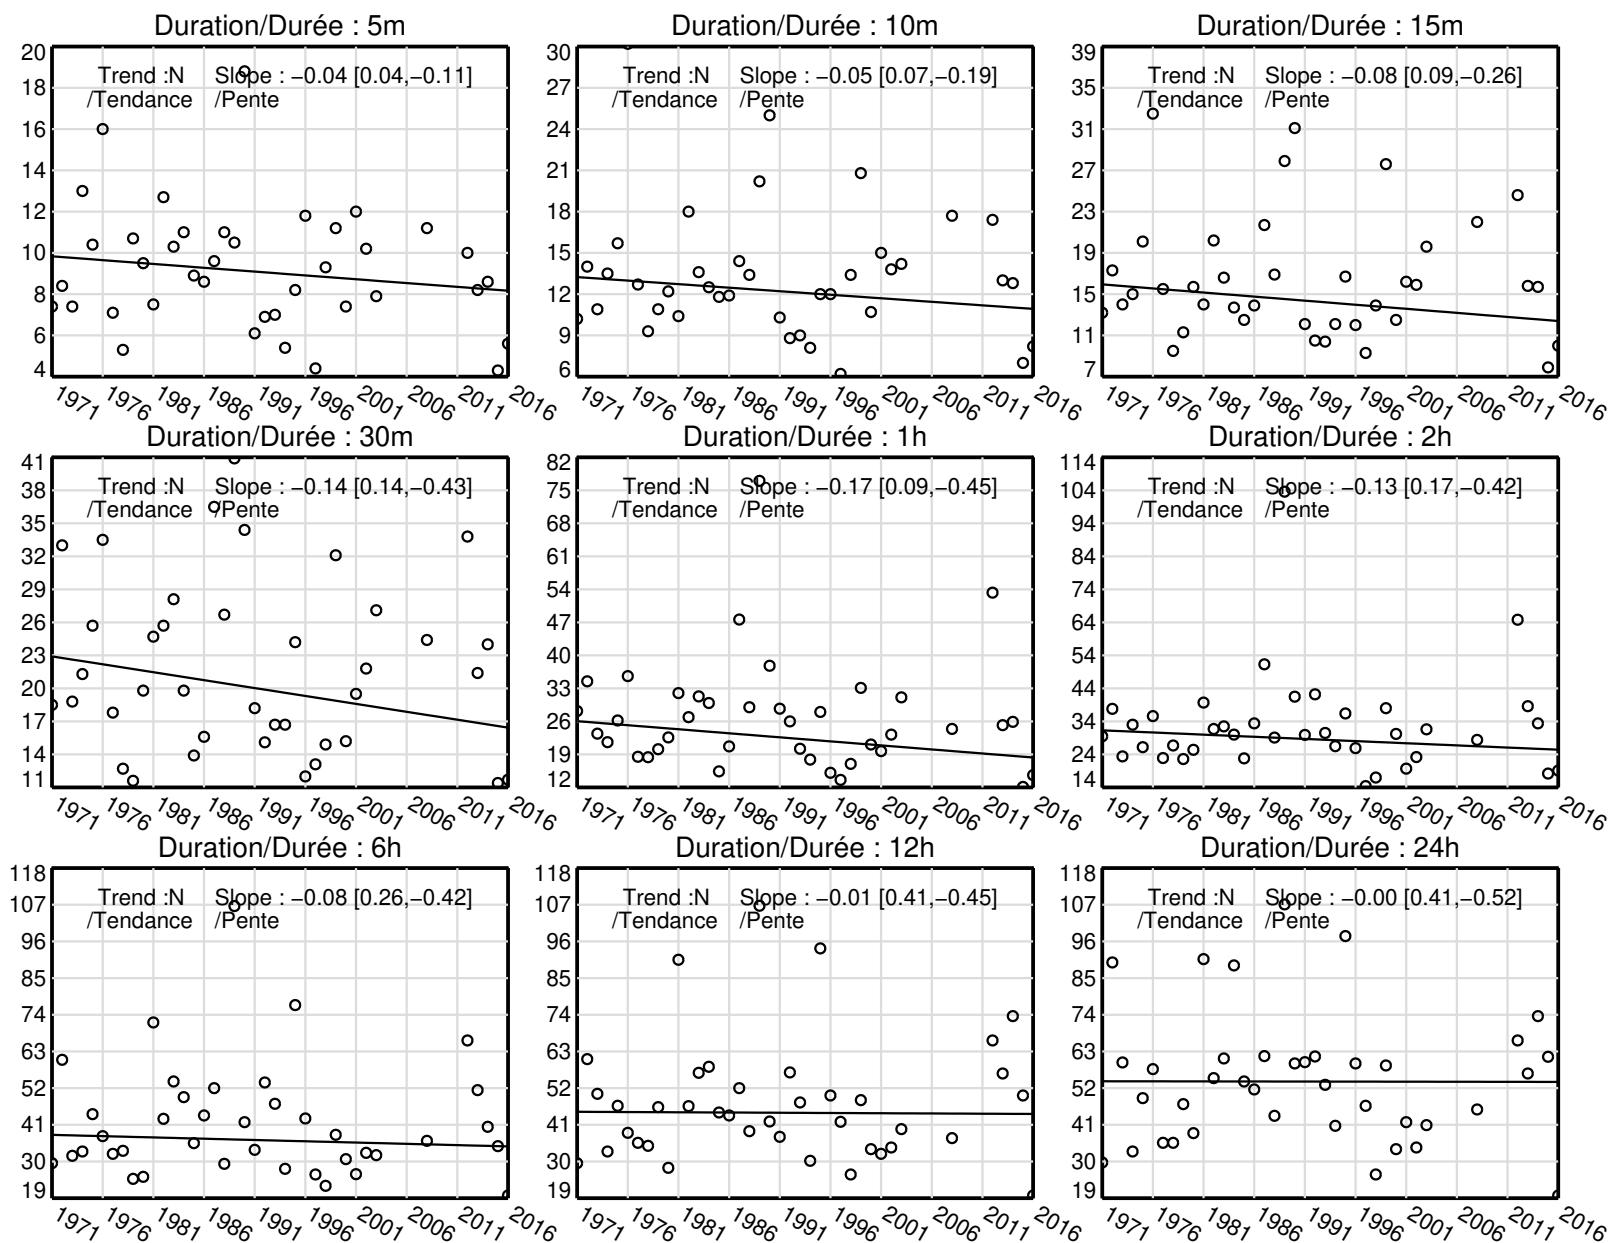 Duration/Durée : 5m
Trend :N Slope : −0.04 [0.04,−0.11]
/Tendance /Pente
20
18
16
14
12
10
8
6
4
1971 1976 1981 1986 1991 1996 2001 2006 2011 2016
Duration/Durée : 10m
Trend :N Slope : −0.05 [0.07,−0.19]
/Tendance /Pente
30
27
24
21
18
15
12
9
6
1971 1976 1981 1986 1991 1996 2001 2006 2011 2016
Duration/Durée : 15m
Trend :N Slope : −0.08 [0.09,−0.26]
/Tendance /Pente
39
35
31
27
23
19
15
11
7
1971 1976 1981 1986 1991 1996 2001 2006 2011 2016
Duration/Durée : 30m
Trend :N Slope : −0.14 [0.14,−0.43]
/Tendance /Pente
41
38
35
32
29
26
23
20
17
14
11
1971 1976 1981 1986 1991 1996 2001 2006 2011 2016
Duration/Durée : 1h
Trend :N Slope : −0.17 [0.09,−0.45]
/Tendance /Pente
82
75
68
61
54
47
40
33
26
19
12
1971 1976 1981 1986 1991 1996 2001 2006 2011 2016
Duration/Durée : 2h
Trend :N Slope : −0.13 [0.17,−0.42]
/Tendance /Pente
114
104
94
84
74
64
54
44
34
24
14
1971 1976 1981 1986 1991 1996 2001 2006 2011 2016
Duration/Durée : 6h
Trend :N Slope : −0.08 [0.26,−0.42]
/Tendance /Pente
118
107
96
85
74
63
52
41
30
19
1971 1976 1981 1986 1991 1996 2001 2006 2011 2016
Duration/Durée : 12h
Trend :N Slope : −0.01 [0.41,−0.45]
/Tendance /Pente
118
107
96
85
74
63
52
41
30
19
1971 1976 1981 1986 1991 1996 2001 2006 2011 2016
Duration/Durée : 24h
Trend :N Slope : −0.00 [0.41,−0.52]
/Tendance /Pente
118
107
96
85
74
63
52
41
30
19
1971 1976 1981 1986 1991 1996 2001 2006 2011 2016